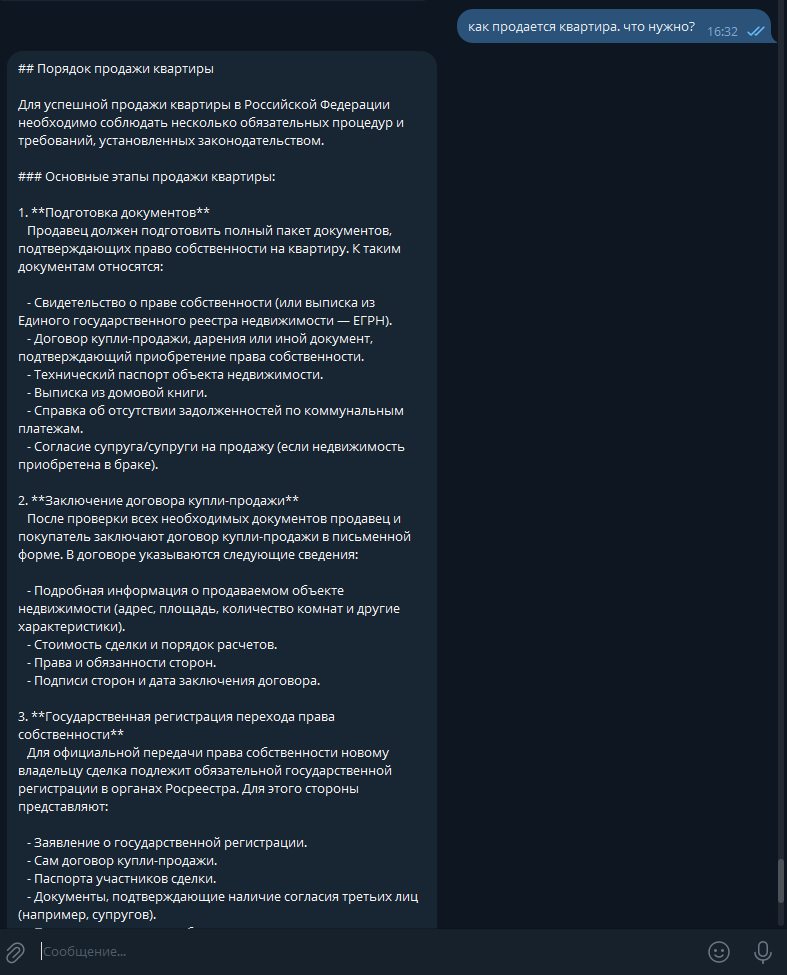 как продается квартира. что нужно?
16:32
## Порядок продажи квартиры
Для успешной продажи квартиры в Российской Федерации
необходимо соблюдать несколько обязательных процедур и
требований, установленных законодательством.
### Основные этапы продажи квартиры:
1. **Подготовка документов**
Продавец должен подготовить полный пакет документов,
подтверждающих право собственности на квартиру. К таким
документам относятся:
- Свидетельство о праве собственности (или выписка из
Единого государственного реестра недвижимости — ЕГРН).
- Договор купли-продажи, дарения или иной документ,
подтверждающий приобретение права собственности.
- Технический паспорт объекта недвижимости.
- Выписка из домовой книги.
- Справка об отсутствии задолженностей по коммунальным
платежам.
- Согласие супруга/супруги на продажу (если недвижимость
приобретена в браке).
2. **Заключение договора купли-продажи**
После проверки всех необходимых документов продавец и
покупатель заключают договор купли-продажи в письменной
форме. В договоре указываются следующие сведения:
- Подробная информация о продаваемом объекте
недвижимости (адрес, площадь, количество комнат и другие
характеристики).
- Стоимость сделки и порядок расчетов.
- Права и обязанности сторон.
- Подписи сторон и дата заключения договора.
3. **Государственная регистрация перехода права
собственности**
Для официальной передачи права собственности новому
владельцу сделка подлежит обязательной государственной
регистрации в органах Росреестра. Для этого стороны
представляют:
- Заявление о государственной регистрации.
- Сам договор купли-продажи.
- Паспорта участников сделки.
- Документы, подтверждающие наличие согласия третьих лиц
(например, супругов).
Сообщение...